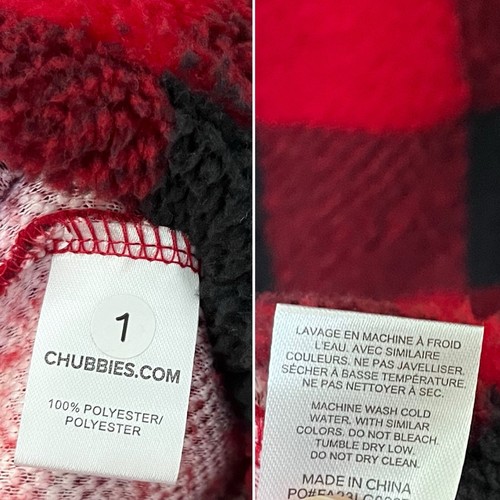 1
CHUBBIES.COM
100% POLYESTER/
POLYESTER
LAVAGE EN MACHINE À FROID
L'EAU, AVEC SIMILAIRE
COULEURS. NE PAS JAVELLISER.
SÉCHER À BASSE TEMPÉRATURE.
NE PAS NETTOYER À SEC.
MACHINE WASH COLD
WATER, WITH SIMILAR
COLORS. DO NOT BLEACH.
TUMBLE DRY LOW.
DO NOT DRY CLEAN.
MADE IN CHINA